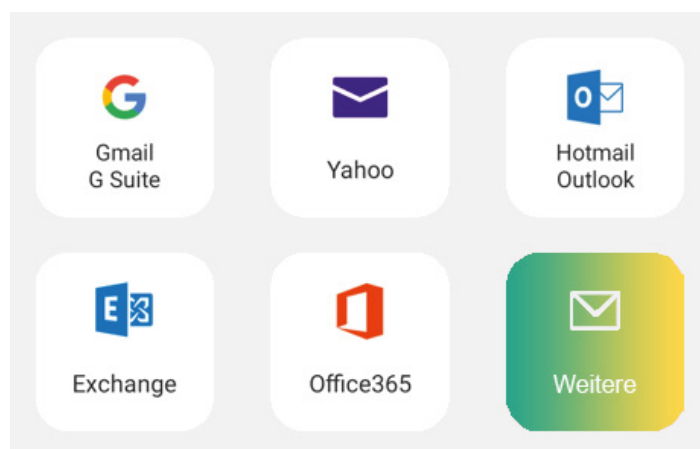 Gmail
G Suite
Yahoo
Hotmail
Outlook
Exchange
Office365
Weitere